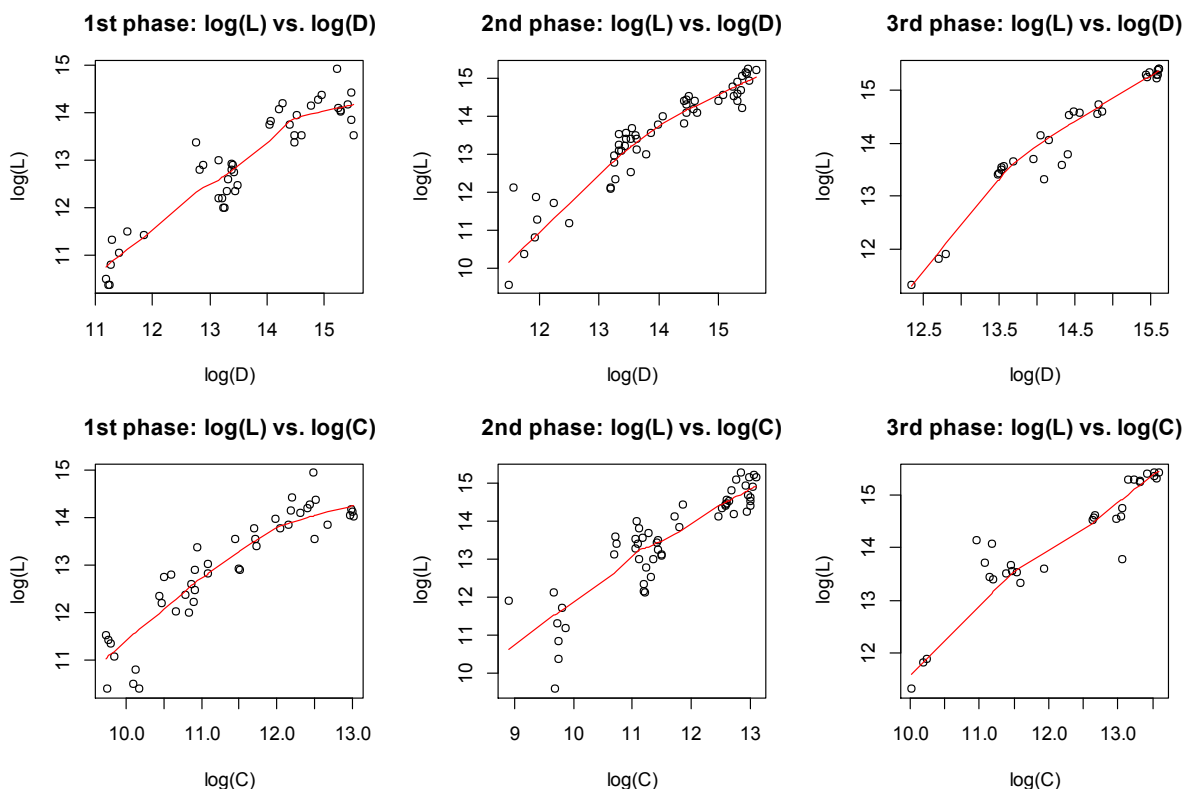 1st phase: log(L) vs. log(D)
2nd phase: log(L) vs. log(D)
3rd phase: log(L) vs. log(D)
log(L)
11 12 13 14 15
11 12 13 14 15
log(D)
log(L)
10 11 12 13 14 15
12 13 14 15
log(D)
log(L)
12 13 14 15
12.5 13.5 14.5 15.5
log(D)
1st phase: log(L) vs. log(C)
2nd phase: log(L) vs. log(C)
3rd phase: log(L) vs. log(C)
log(L)
11 12 13 14 15
10.0 11.0 12.0 13.0
log(C)
log(L)
10 11 12 13 14 15
9 10 11 12 13
log(C)
log(L)
12 13 14 15
10.0 11.0 12.0 13.0
log(C)